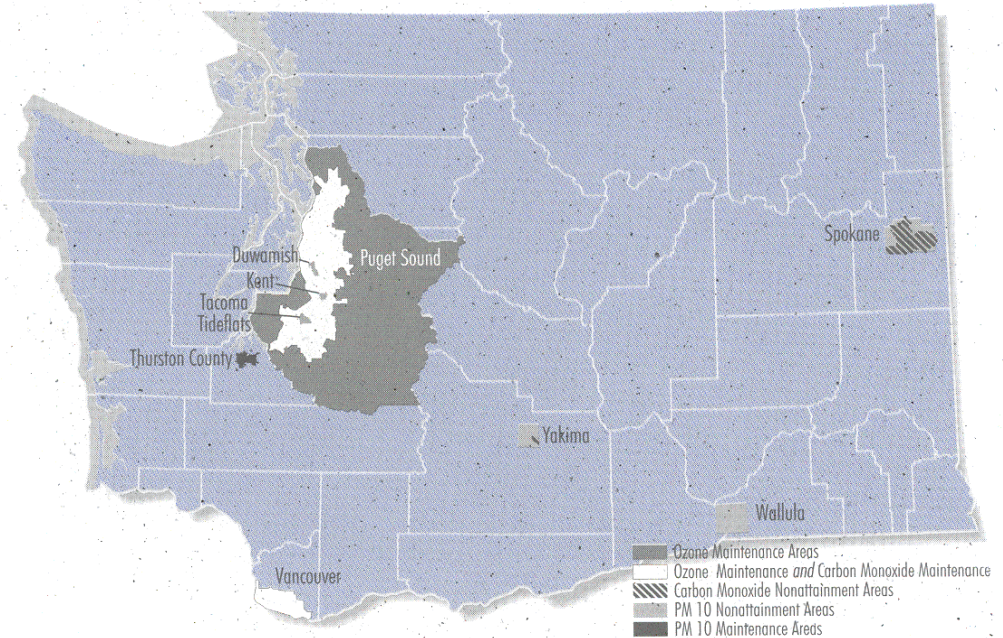 Duwamish
Puget Sound
Spokane
Kent
Tacoma
Tideflats
Thurston County
Yakima
Wallula
Vancouver
Ozone Maintenance Areas
Ozone Maintenance and Carbon Monoxide Maintenance
Carbon Monoxide Nonattainment Areas
PM 10 Nonattainment Areas
PM 10 Maintenance Areas